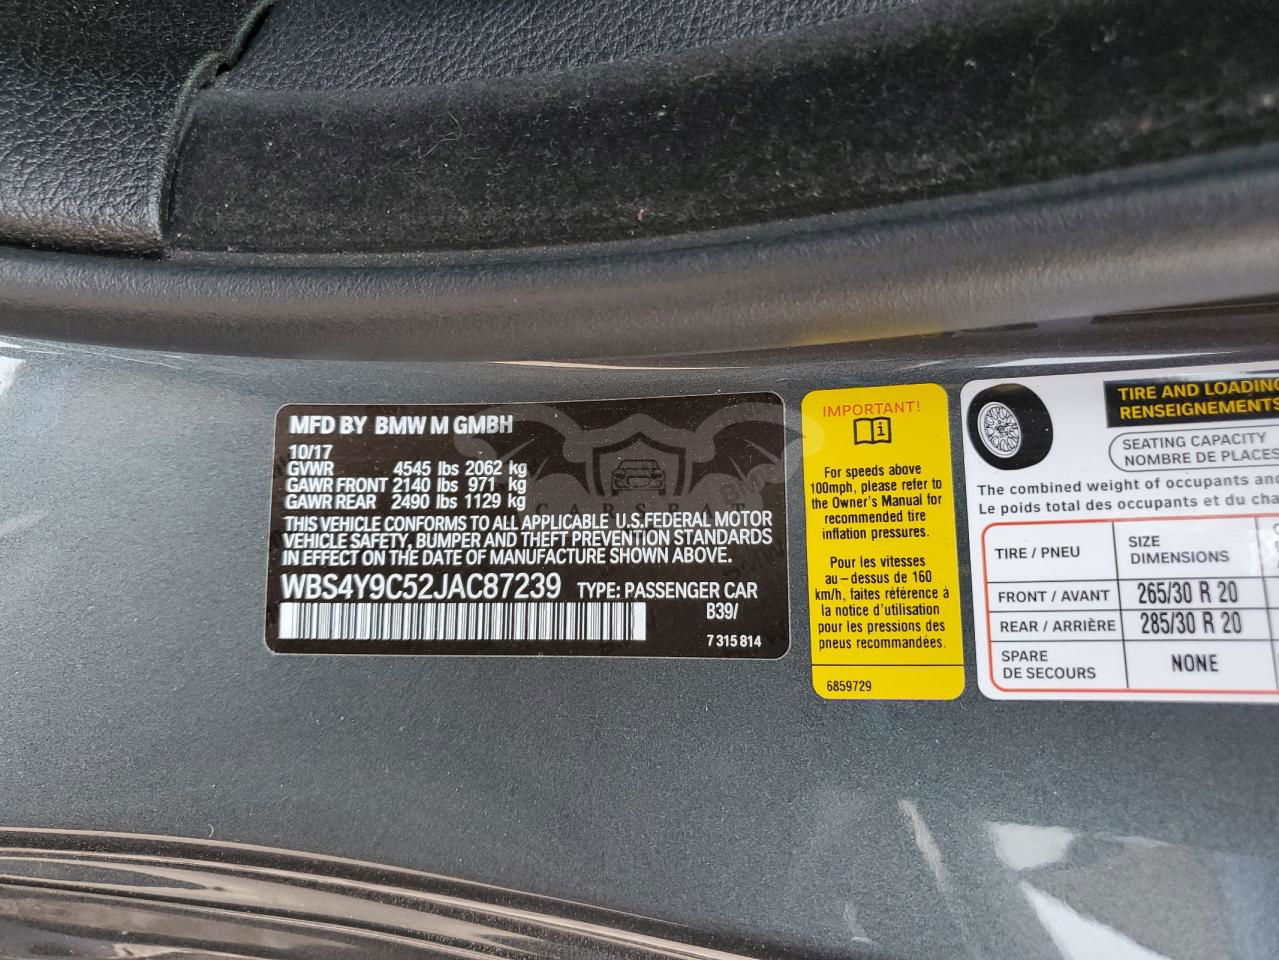 MFD BY BMW M GMBH
10/17
GVWR 4545 lbs 2062 kg
GAWR FRONT 2140 lbs 971 kg
GAWR REAR 2490 lbs 1129 kg
THIS VEHICLE CONFORMS TO ALL APPLICABLE U.S.FEDERAL MOTOR
VEHICLE SAFETY, BUMPER AND THEFT PREVENTION STANDARDS
IN EFFECT ON THE DATE OF MANUFACTURE SHOWN ABOVE.
WBS4Y9C52JAC87239 TYPE: PASSENGER CAR
B39/
7 315 814
IMPORTANT!
For speeds above
100mph, please refer to
the Owner's Manual for
recommended tire
inflation pressures.
Pour les vitesses
au-dessus de 160
km/h, faites référence à
la notice d'utilisation
pour les pressions des
pneus recommandées.
6859729
TIRE AND LOADING
RENSEIGNEMENTS
SEATING CAPACITY
NOMBRE DE PLACES
The combined weight of occupants and
Le poids total des occupants et du
TIRE / PNEU SIZE
DIMENSIONS
FRONT / AVANT 265/30 R 20
REAR / ARRIÈRE 285/30 R 20
SPARE
DE SECOURS NONE